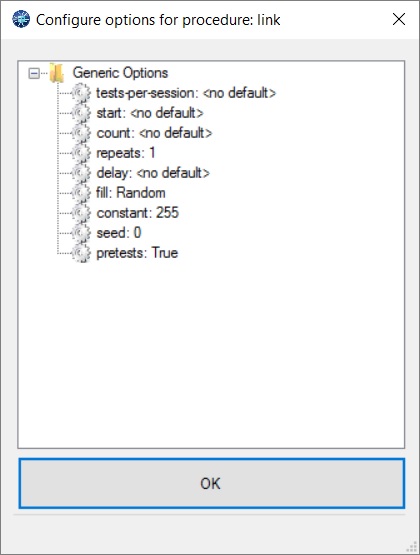 Configure options for procedure: link
Generic Options
tests-per-session: <no default>
start: <no default>
count: <no default>
repeats: 1
delay: <no default>
fill: Random
constant: 255
seed: 0
pretests: True
OK